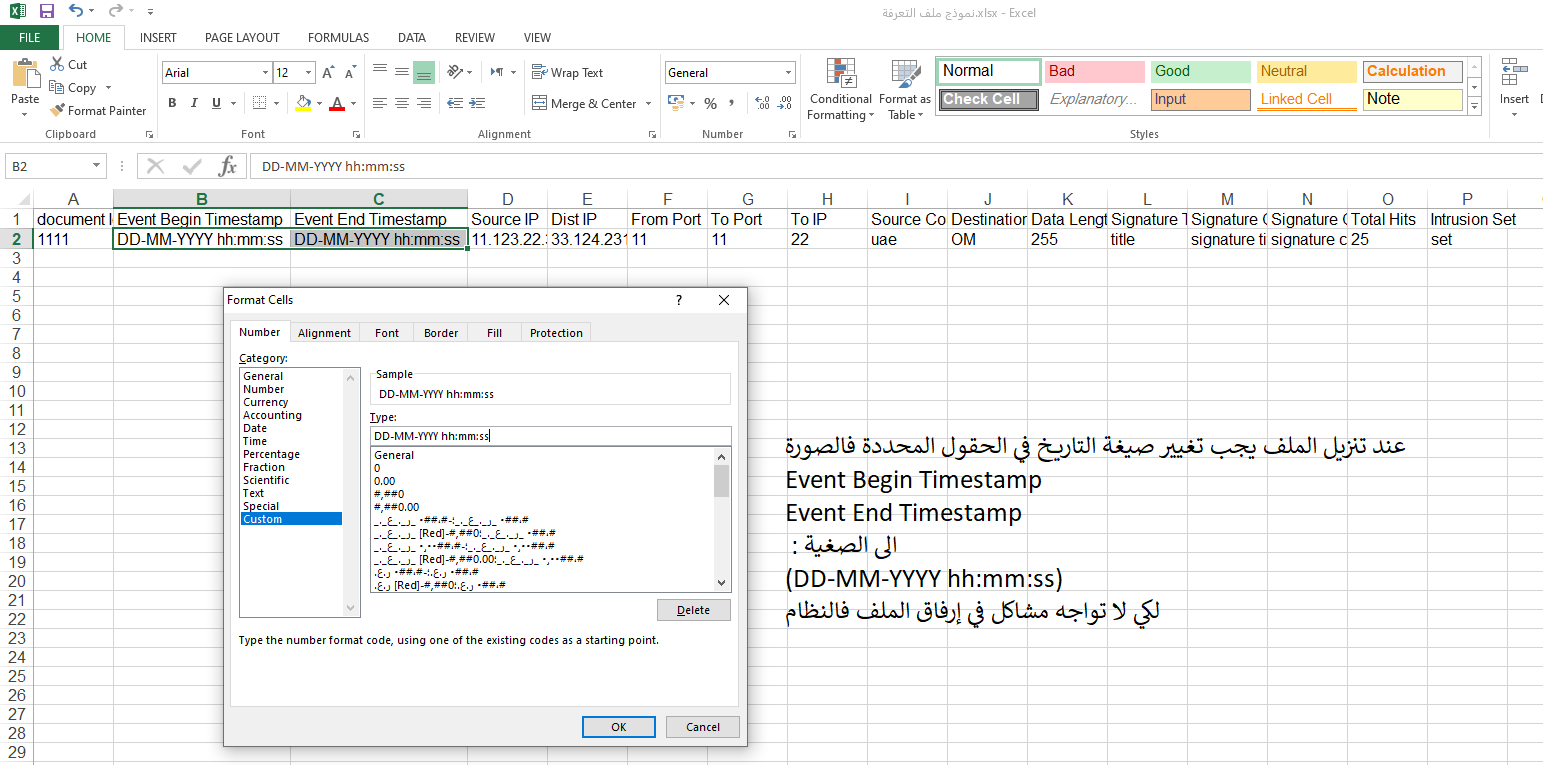 نموذج ملف التعرفة.xlsx - Excel
FILE HOME INSERT PAGE LAYOUT FORMULAS DATA REVIEW VIEW
Paste
Cut
Copy
Format Painter
Clipboard
Arial 12
B I U
Font
Wrap Text
Merge & Center
Alignment
General
Number
Conditional Formatting
Format as Table
Normal Bad Good Neutral Calculation
Check Cell Explanatory... Input Linked Cell Note
Styles
Insert
B2 fx DD-MM-YYYY hh:mm:ss
A B C D E F G H I J K L M N O P
1 document I Event Begin Timestamp Event End Timestamp Source IP Dist IP From Port To Port To IP Source Co Destination Data Lengt Signature T Signature C Signature C Total Hits Intrusion Set
2 1111 DD-MM-YYYY hh:mm:ss DD-MM-YYYY hh:mm:ss 11.123.22. 33.124.231 11 11 22 uae OM 255 title signature ti signature c 25 set
3
4
5
6
7
8
9
10
11
12
13
14
15
16
17
18
19
20
21
22
23
24
25
26
27
28
29
Format Cells ?
Number Alignment Font Border Fill Protection
Category:
General
Number
Currency
Accounting
Date
Time
Percentage
Fraction
Scientific
Text
Special
Custom
Sample
DD-MM-YYYY hh:mm:ss
Type:
DD-MM-YYYY hh:mm:ss
General
0
0.00
#,##0
#,##0.00
Delete
Type the number format code, using one of the existing codes as a starting point.
OK Cancel
عند تنزيل الملف يجب تغيير صيغة التاريخ في الحقول المحددة فالصورة
Event Begin Timestamp
Event End Timestamp
الى الصغية :
(DD-MM-YYYY hh:mm:ss)
لكي لا تواجه مشاكل في إرفاق الملف فالنظام